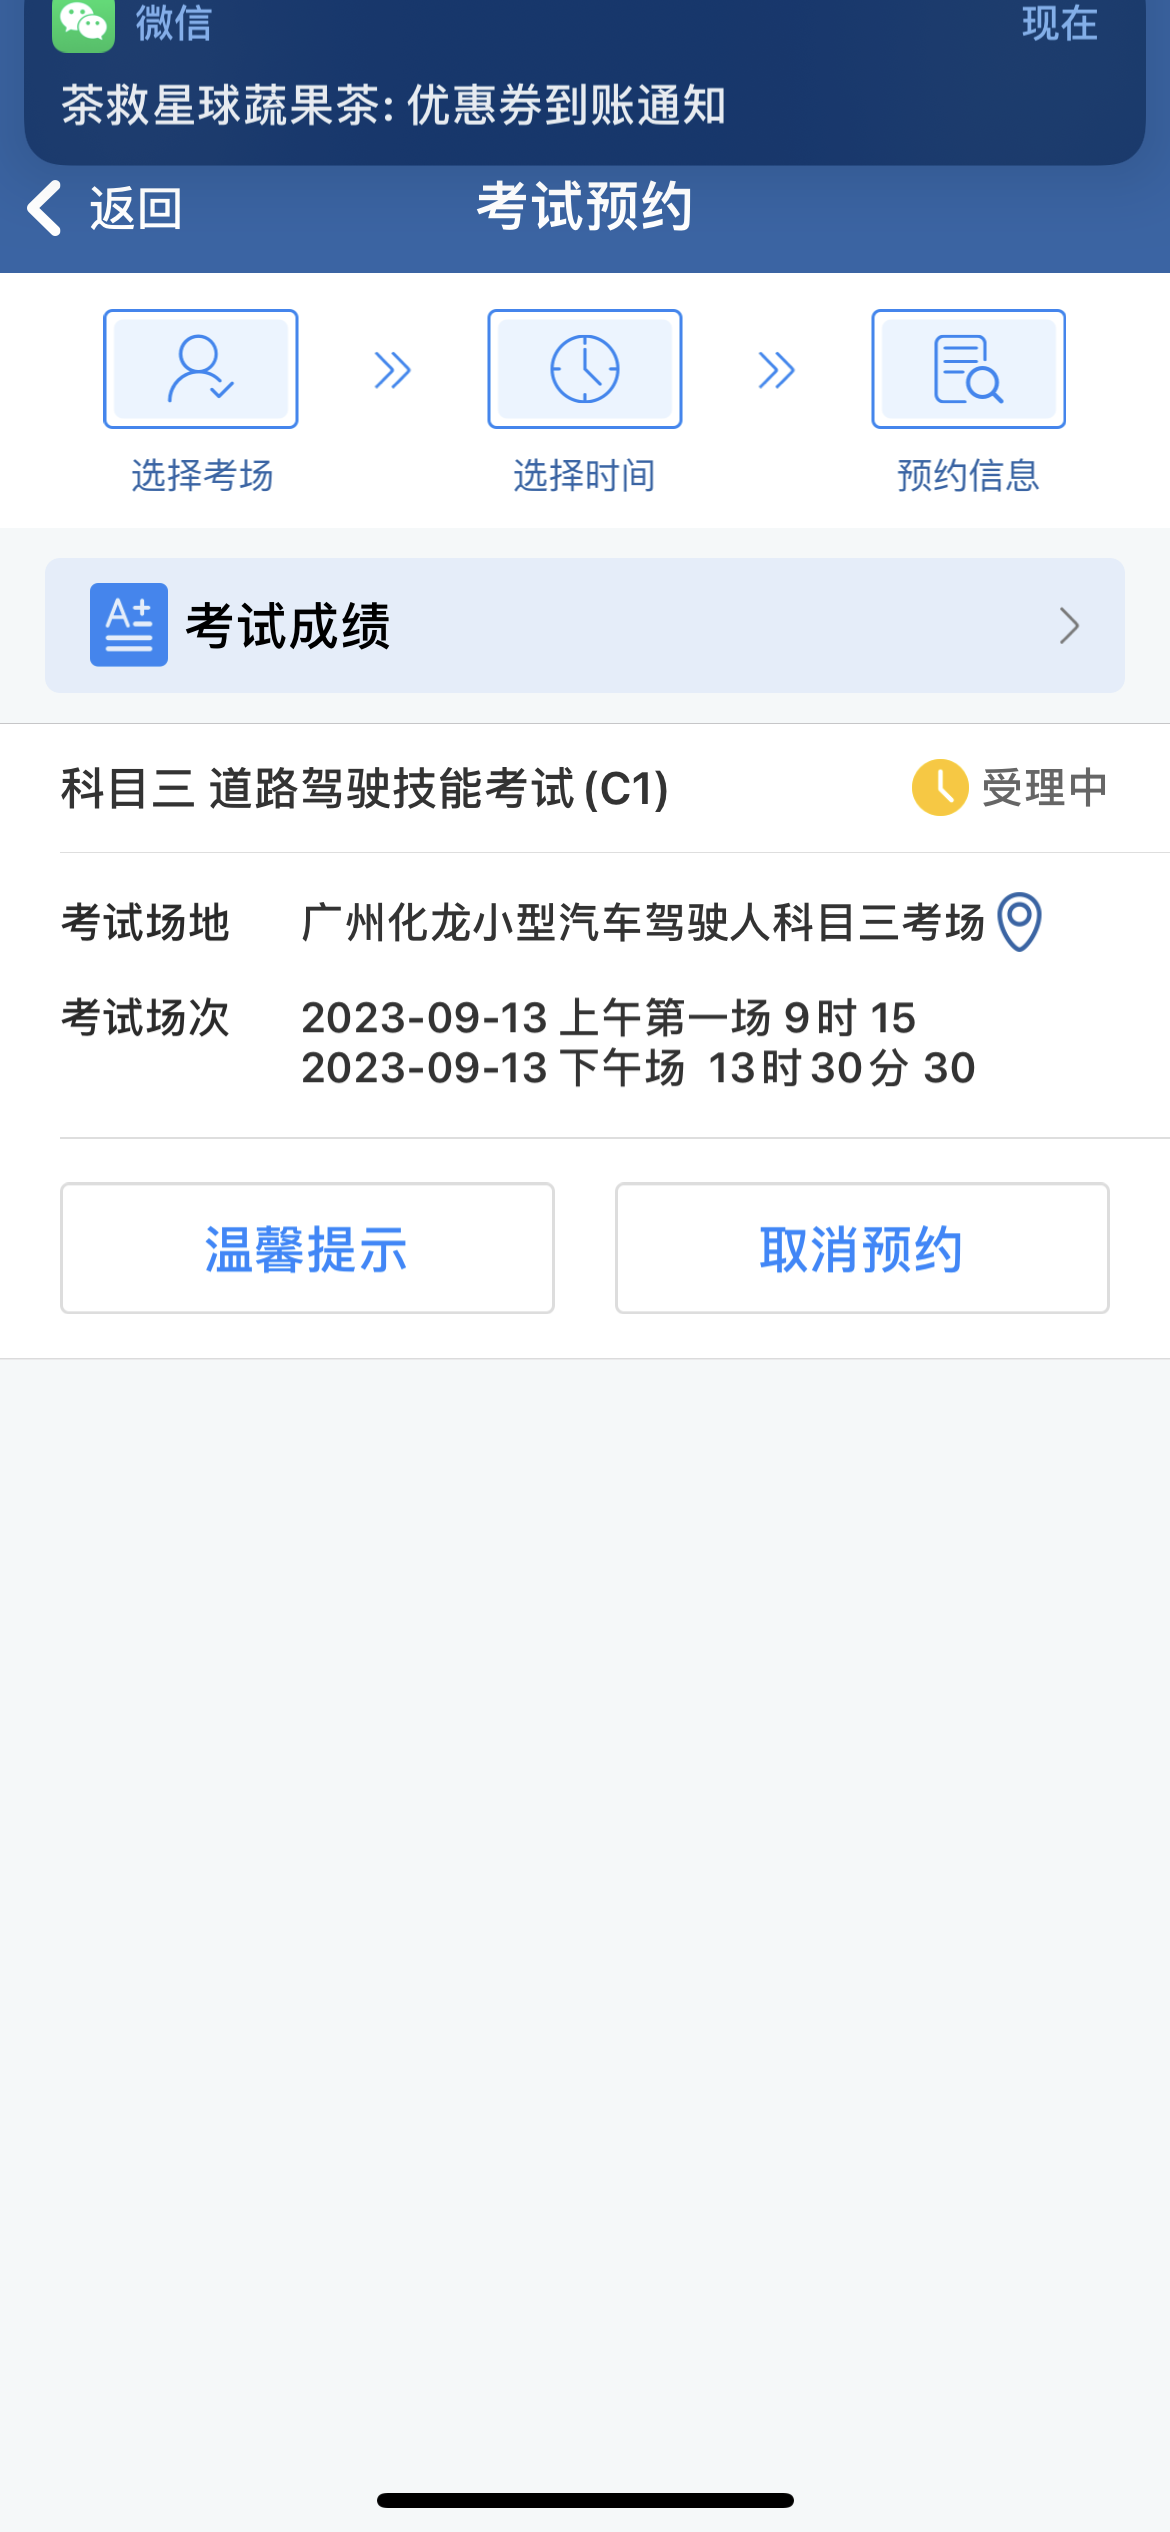 微信 现在
茶救星球蔬果茶: 优惠券到账通知
返回 考试预约
选择考场 选择时间 预约信息
A+ 考试成绩
科目三 道路驾驶技能考试(C1) 受理中
考试场地 广州化龙小型汽车驾驶人科目三考场
考试场次 2023-09-13 上午第一场 9时 15
2023-09-13 下午场 13时30分 30
温馨提示 取消预约